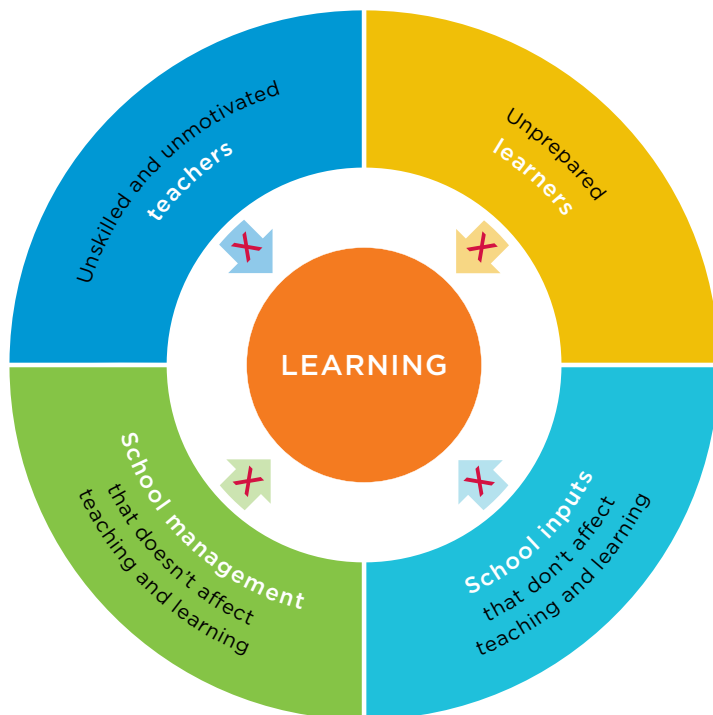 Unskilled and unmotivated
teachers
Unprepared
learners
LEARNING
School management
that doesn't affect
teaching and learning
School inputs
that don't affect
teaching and learning